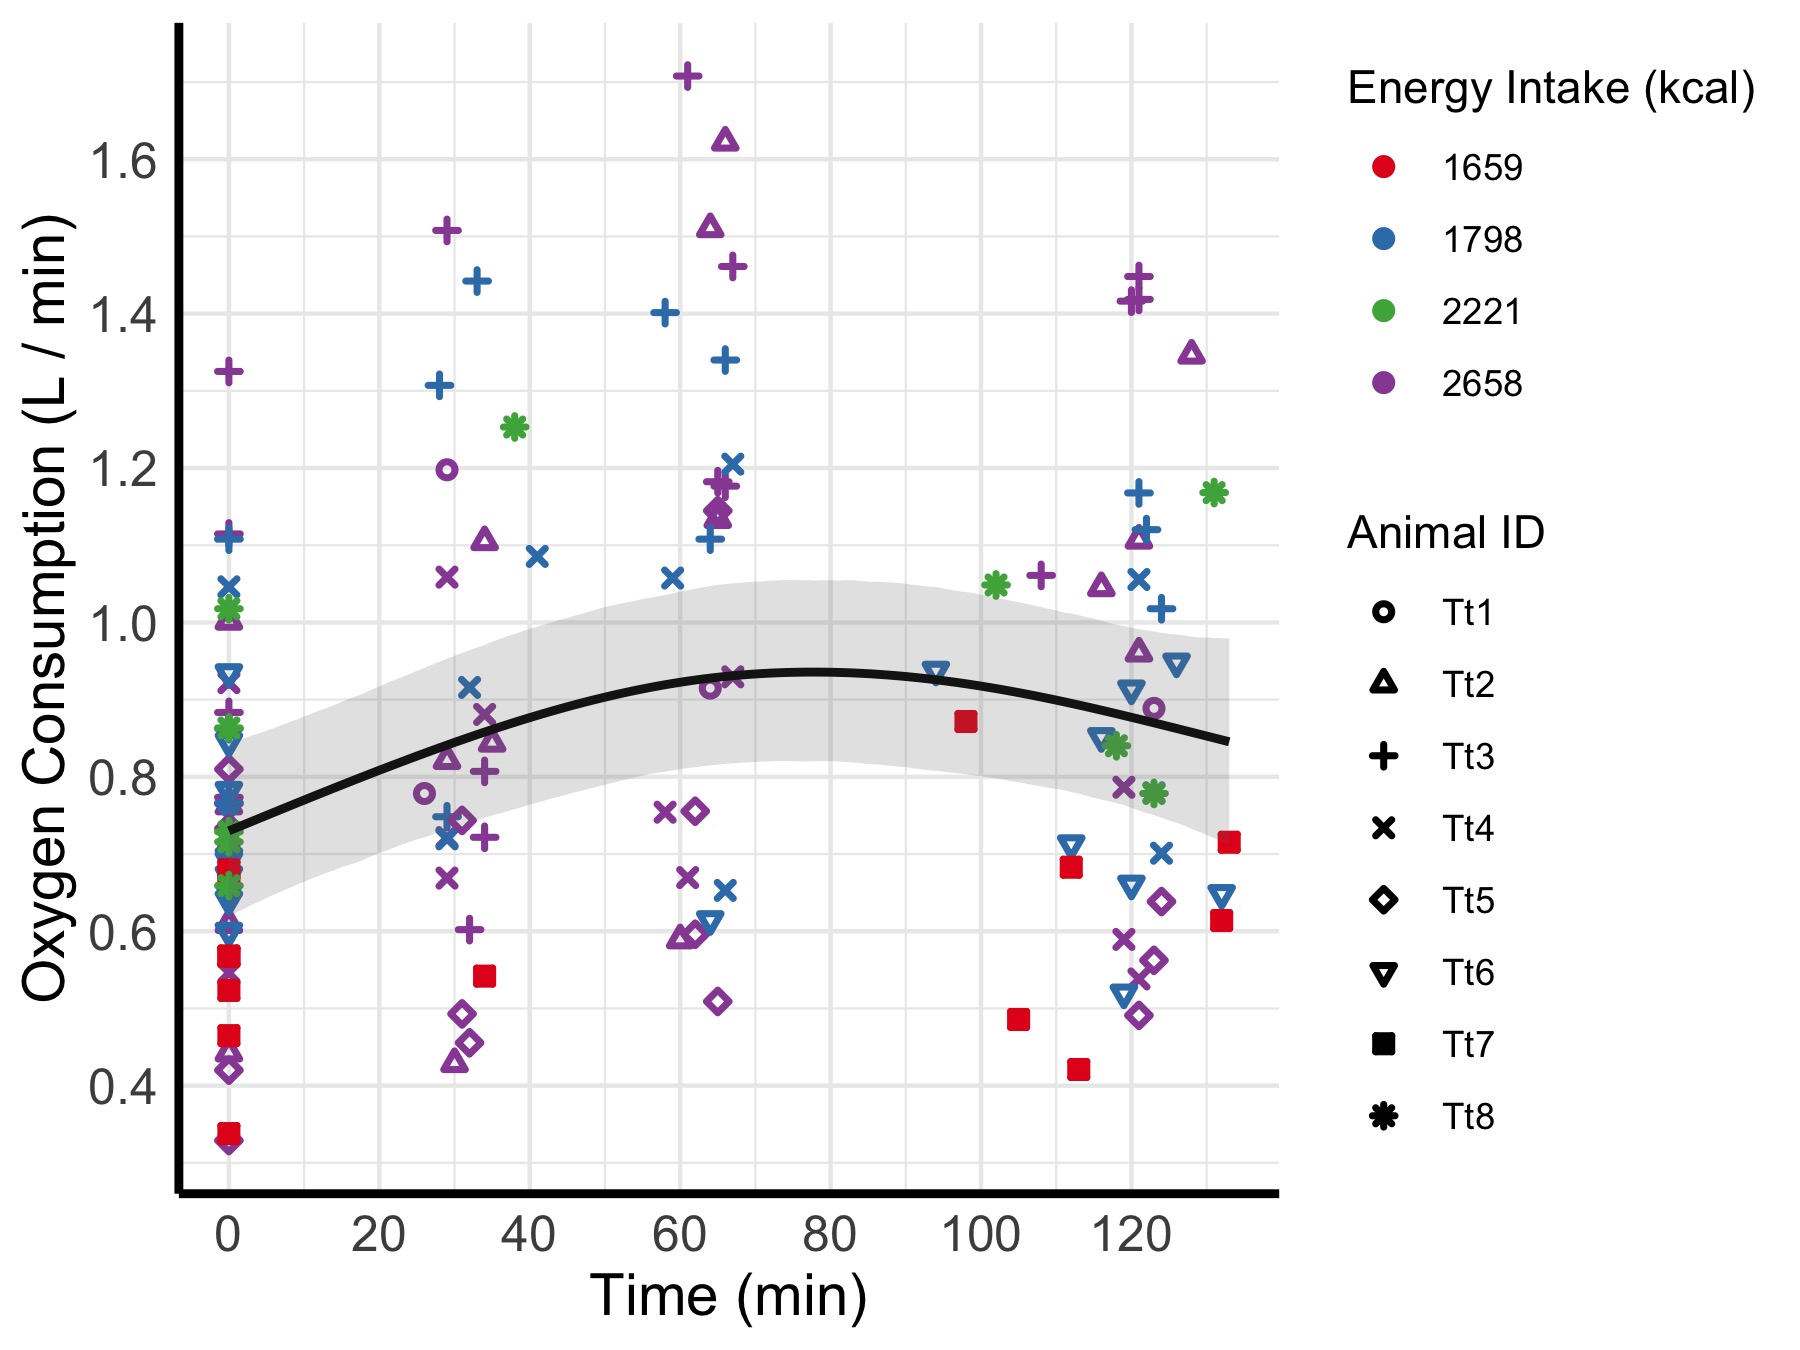 Oxygen Consumption (L / min)
1.6
1.4
1.2
1.0
0.8
0.6
0.4
0 20 40 60 80 100 120
Time (min)
Energy Intake (kcal)
1659
1798
2221
2658
Animal ID
Tt1
Tt2
Tt3
Tt4
Tt5
Tt6
Tt7
Tt8